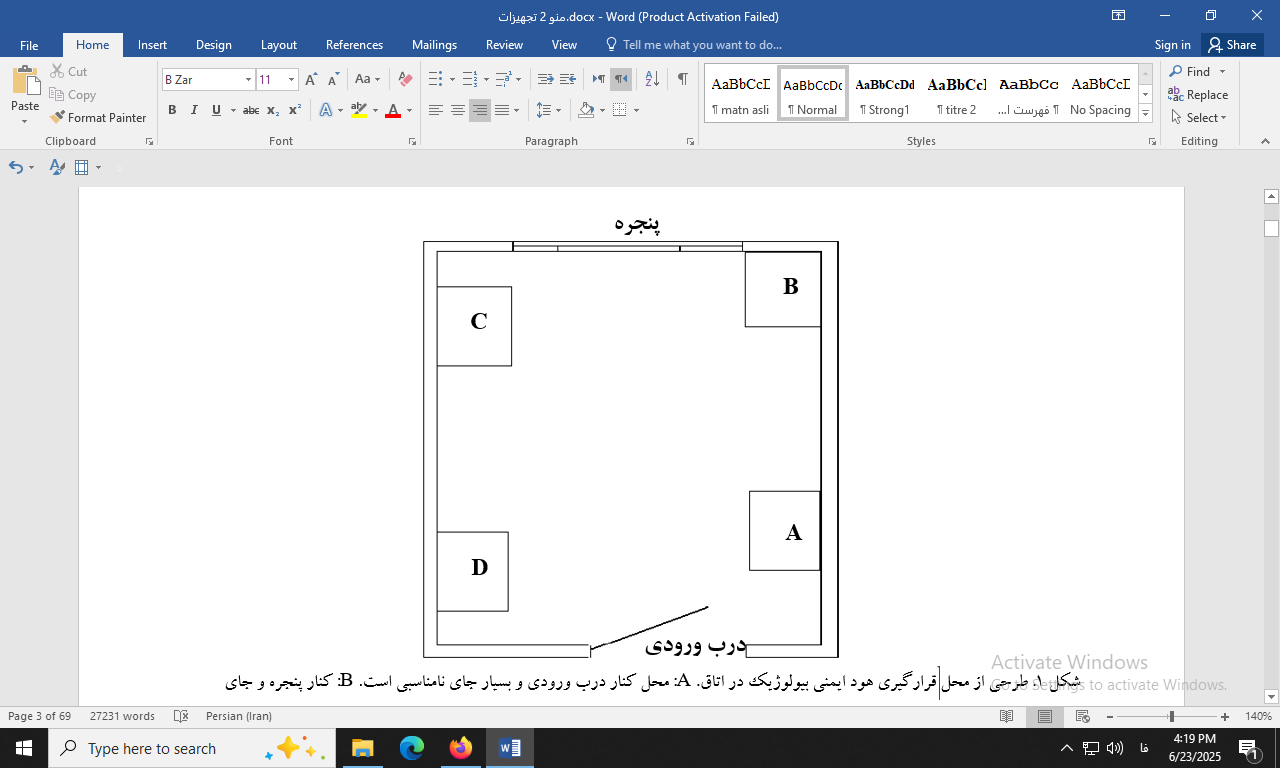 منو 2 تجهیزات.docx - Word (Product Activation Failed)
File Home Insert Design Layout References Mailings Review View Tell me what you want to do... Sign in Share
Paste
Cut
Copy
Format Painter
Clipboard
B Zar 11
Font
Paragraph
AaBbCcD AaBbCcDc AaBbCcDd AaBbCcI AaBbCc AaBbCcD
¶ matn asli ¶ Normal ¶ Strong1 ¶ titre 2 ¶ فهرست ا... No Spacing
Styles
Find
Replace
Select
Editing
پنجره
B
C
A
D
درب ورودی
شکل ۱. طرحی از محل قرارگیری هود ایمنی بیولوژیک در اتاق. A: محل کنار درب ورودی و بسیار جای نامناسبی است. B: کنار پنجره و جای
Activate Windows
Go to Settings to activate Windows.
Page 3 of 69 27231 words Persian (Iran) 140%
Type here to search
فا
4:19 PM
6/23/2025
1